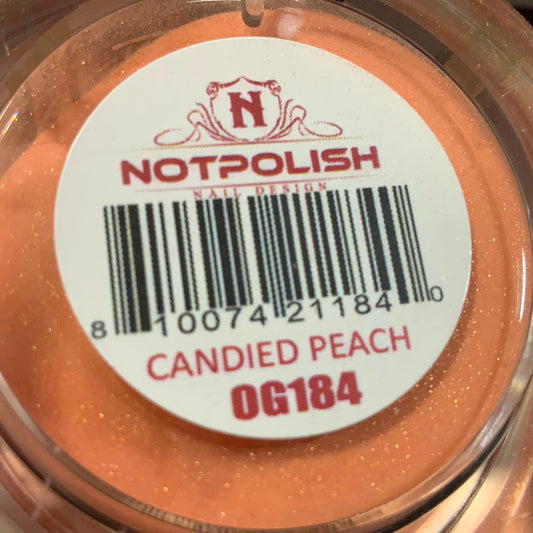 N
NOTPOLISH
NAIL DESIGN
8 10074 21184 0
CANDIED PEACH
OG184